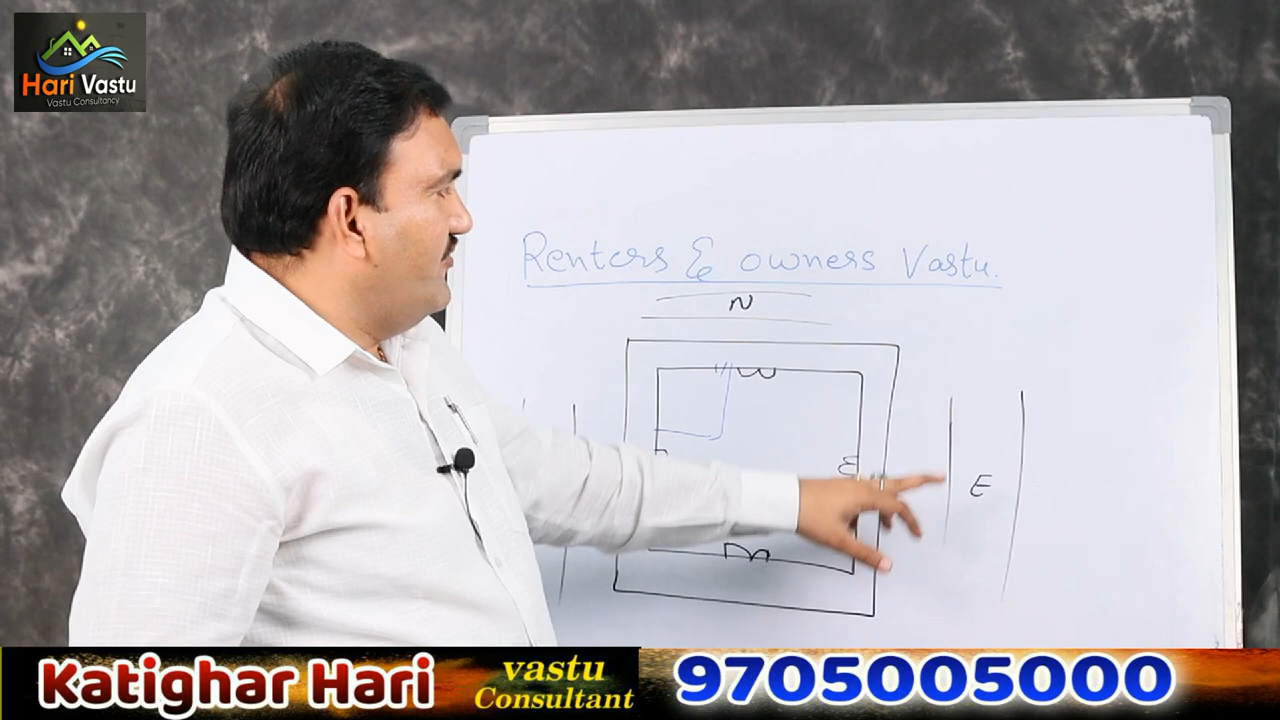 Hari Vastu
Vastu Consultancy
Renters & owners Vastu.
N
E
Katighar Hari
vastu
Consultant
9705005000